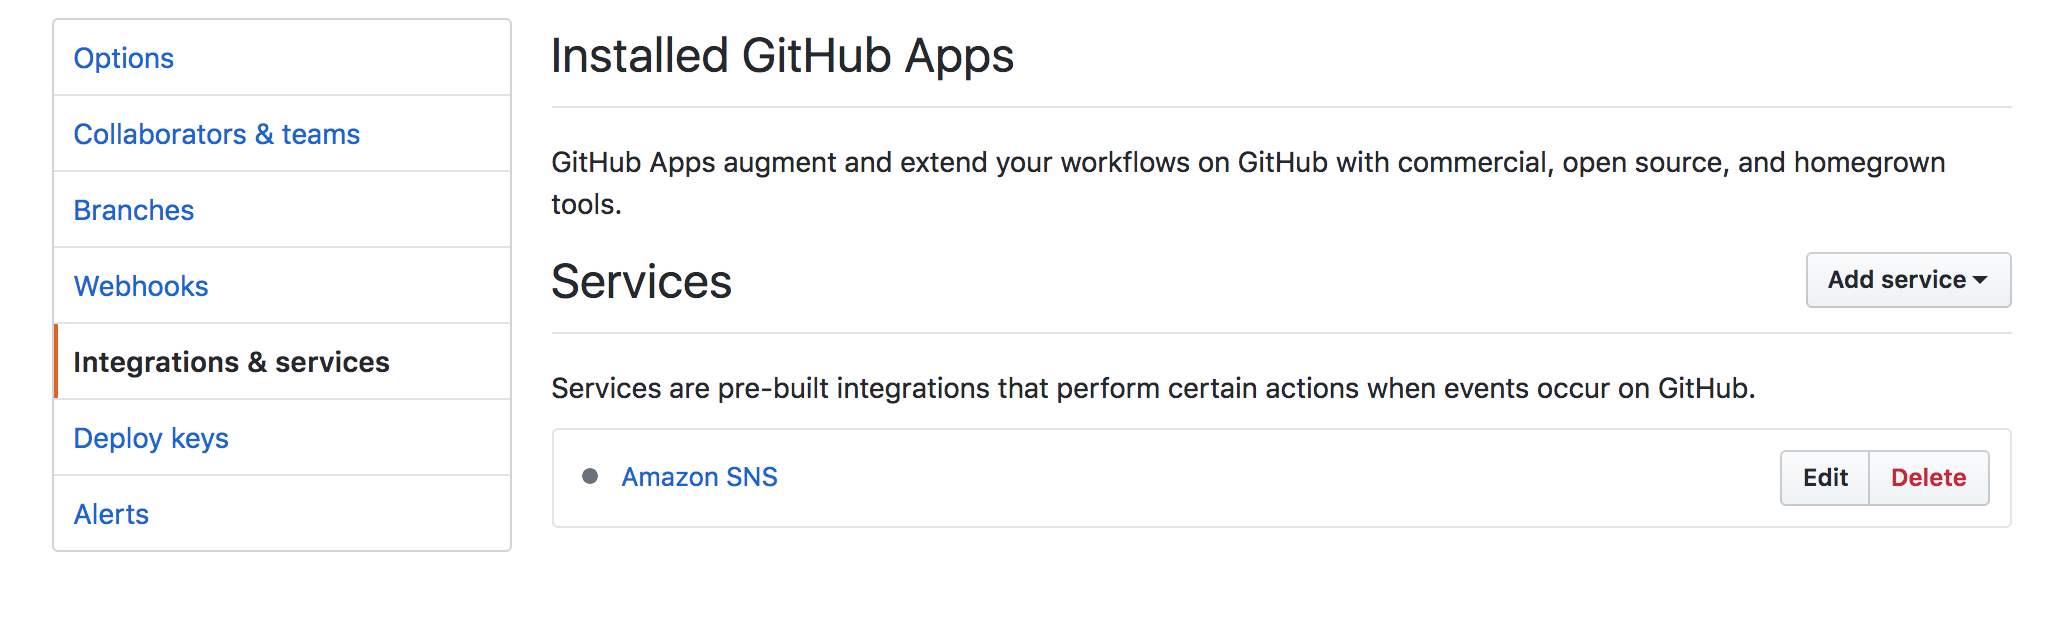 Options
Collaborators & teams
Branches
Webhooks
Integrations & services
Deploy keys
Alerts
Installed GitHub Apps
GitHub Apps augment and extend your workflows on GitHub with commercial, open source, and homegrown
tools.
Services
Add service
Services are pre-built integrations that perform certain actions when events occur on GitHub.
Amazon SNS
Edit
Delete